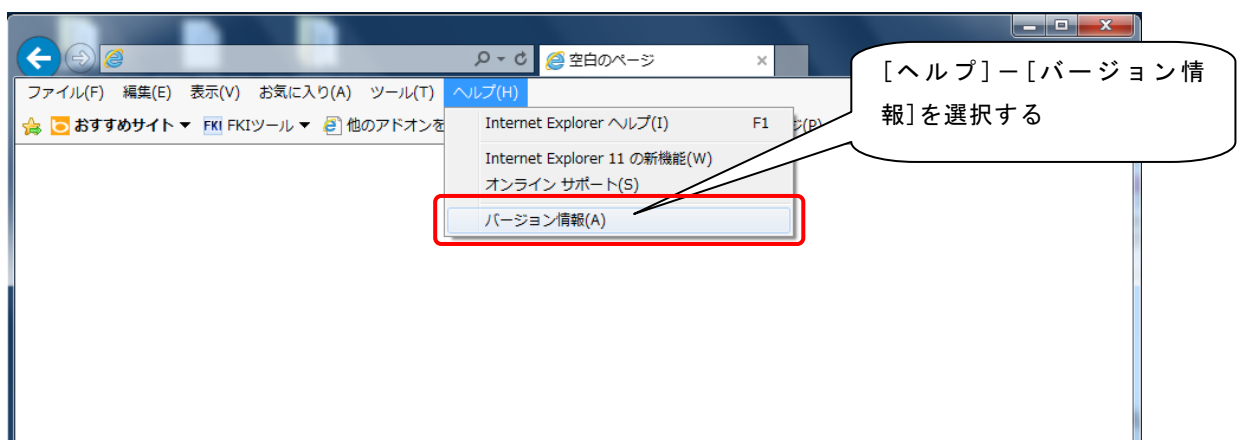 空白のページ
[ヘルプ]－[バージョン情
報]を選択する
ファイル(F) 編集(E) 表示(V) お気に入り(A) ツール(T) ヘルプ(H)
おすすめサイト FKI FKIツール 他のアドオンを
Internet Explorer ヘルプ(I) F1
Internet Explorer 11 の新機能(W)
オンライン サポート(S)
バージョン情報(A)